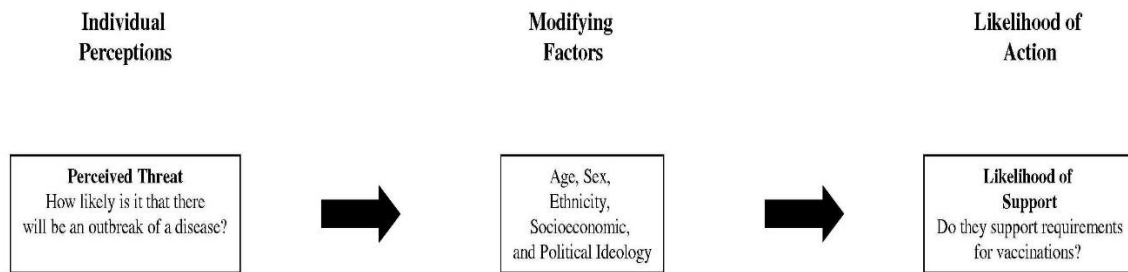 Individual
Perceptions
Modifying
Factors
Likelihood of
Action
Perceived Threat
How likely is it that there
will be an outbreak of a disease?
Age, Sex,
Ethnicity,
Socioeconomic,
and Political Ideology
Likelihood of
Support
Do they support requirements
for vaccinations?